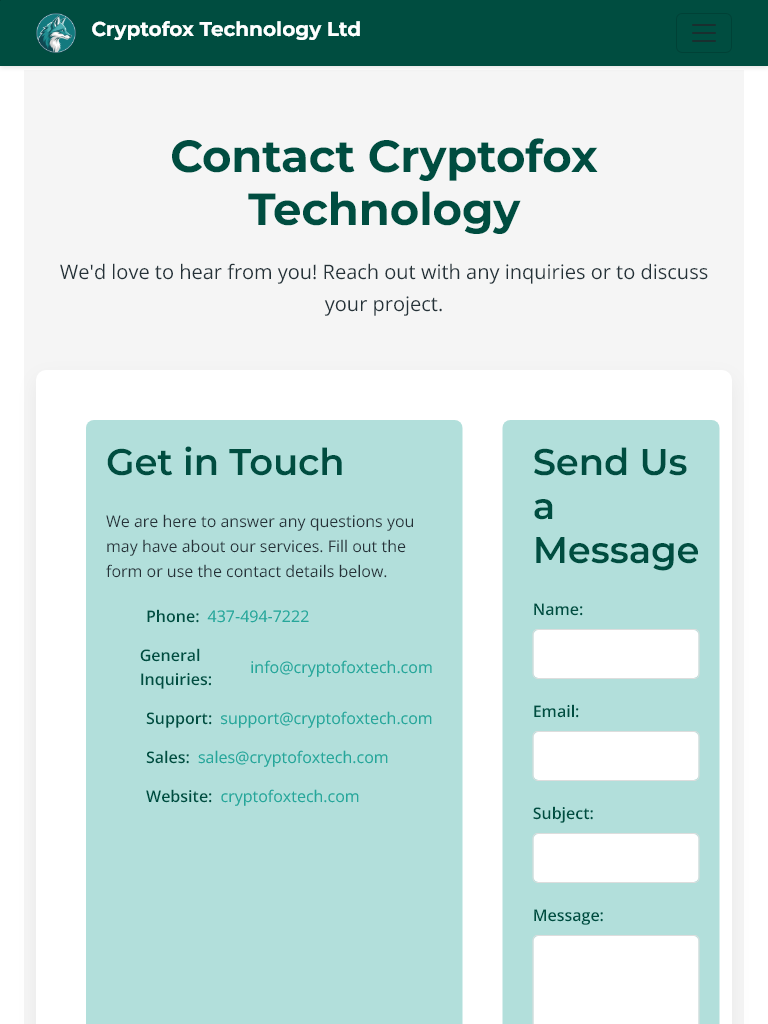 Cryptofox Technology Ltd
Contact Cryptofox
Technology
We'd love to hear from you! Reach out with any inquiries or to discuss
your project.
Get in Touch
We are here to answer any questions you
may have about our services. Fill out the
form or use the contact details below.
Phone: 437-494-7222
General
Inquiries: info@cryptofoxtech.com
Support: support@cryptofoxtech.com
Sales: sales@cryptofoxtech.com
Website: cryptofoxtech.com
Send Us
a
Message
Name:
Email:
Subject:
Message: